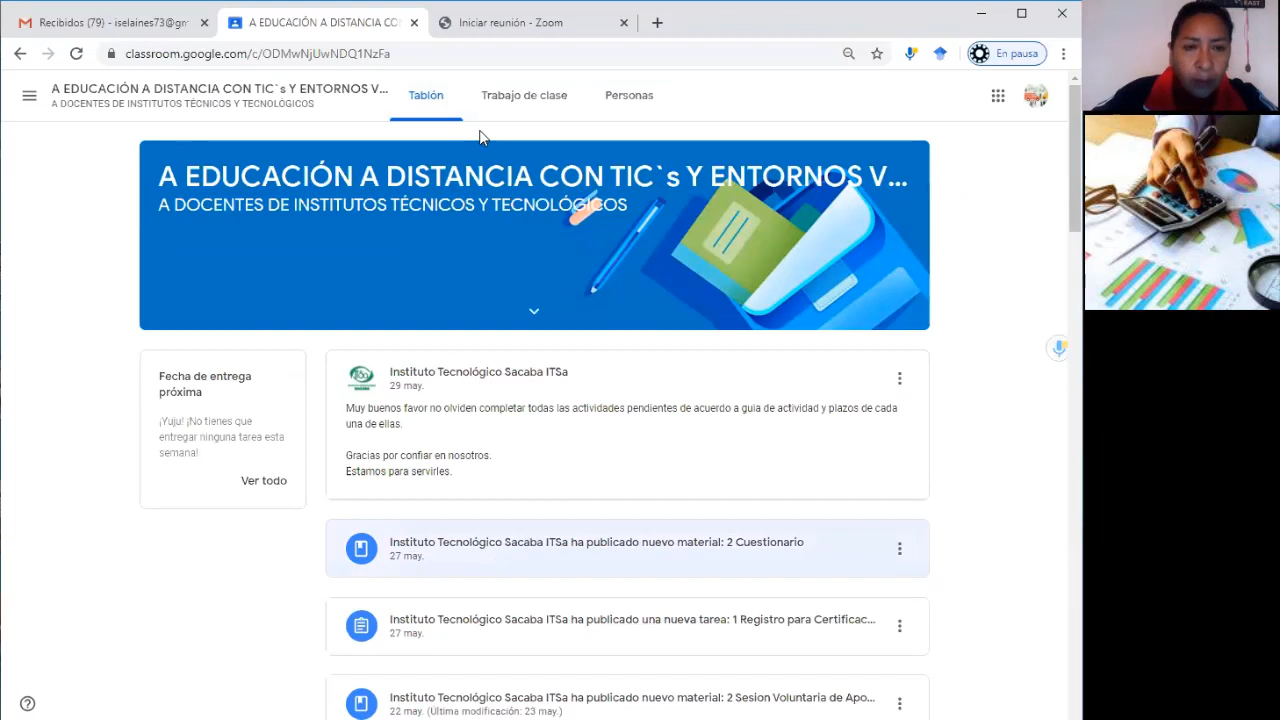 Recibidos (79) - iselaines73@gm
A EDUCACIÓN A DISTANCIA CON
Iniciar reunión - Zoom
classroom.google.com/c/ODMwNjUwNDQ1NzFa
En pausa
A EDUCACIÓN A DISTANCIA CON TIC`s Y ENTORNOS V...
A DOCENTES DE INSTITUTOS TÉCNICOS Y TECNOLÓGICOS
Tablón
Trabajo de clase
Personas
A EDUCACIÓN A DISTANCIA CON TIC`s Y ENTORNOS V...
A DOCENTES DE INSTITUTOS TÉCNICOS Y TECNOLÓGICOS
Fecha de entrega
próxima
¡Yuju! ¡No tienes que
entregar ninguna tarea esta
semana!
Ver todo
Instituto Tecnológico Sacaba ITSa
29 may.
Muy buenos favor no olviden completar todas las actividades pendientes de acuerdo a guia de actividad y plazos de cada
una de ellas.
Gracias por confiar en nosotros.
Estamos para servirles.
Instituto Tecnológico Sacaba ITSa ha publicado nuevo material: 2 Cuestionario
27 may.
Instituto Tecnológico Sacaba ITSa ha publicado una nueva tarea: 1 Registro para Certificac...
27 may.
Instituto Tecnológico Sacaba ITSa ha publicado nuevo material: 2 Sesion Voluntaria de Apo...
22 may. (Última modificación: 23 may.)